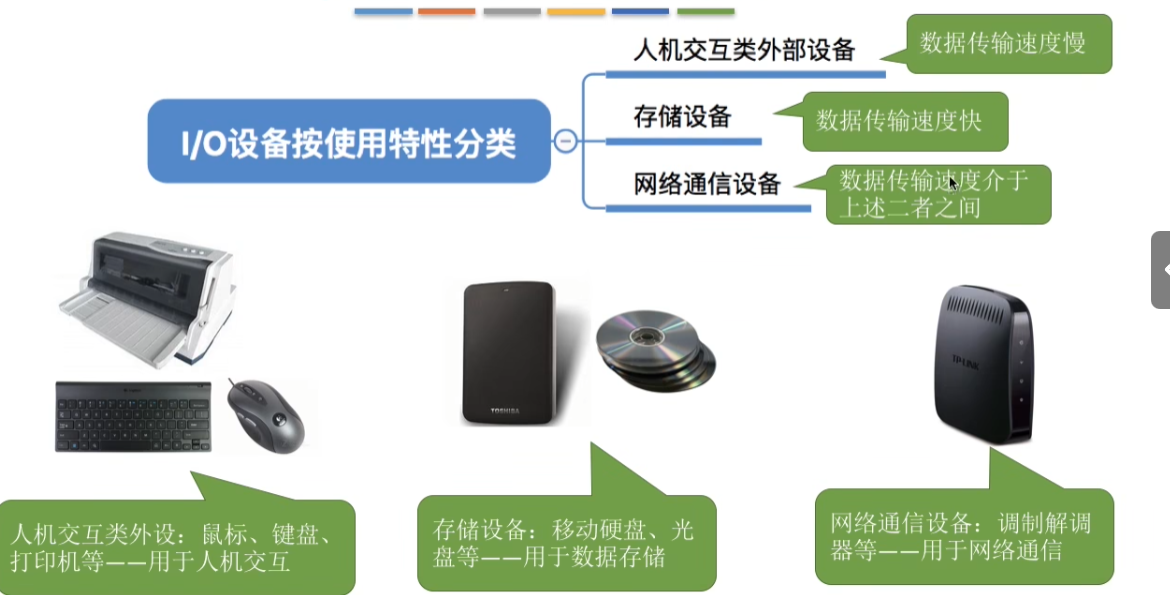 人机交互类外部设备
数据传输速度慢
I/O设备按使用特性分类
存储设备
数据传输速度快
网络通信设备
数据传输速度介于
上述二者之间
TOSHIBA
TP-LINK
人机交互类外设：鼠标、键盘、
打印机等——用于人机交互
存储设备：移动硬盘、光
盘等——用于数据存储
网络通信设备：调制解调
器等——用于网络通信